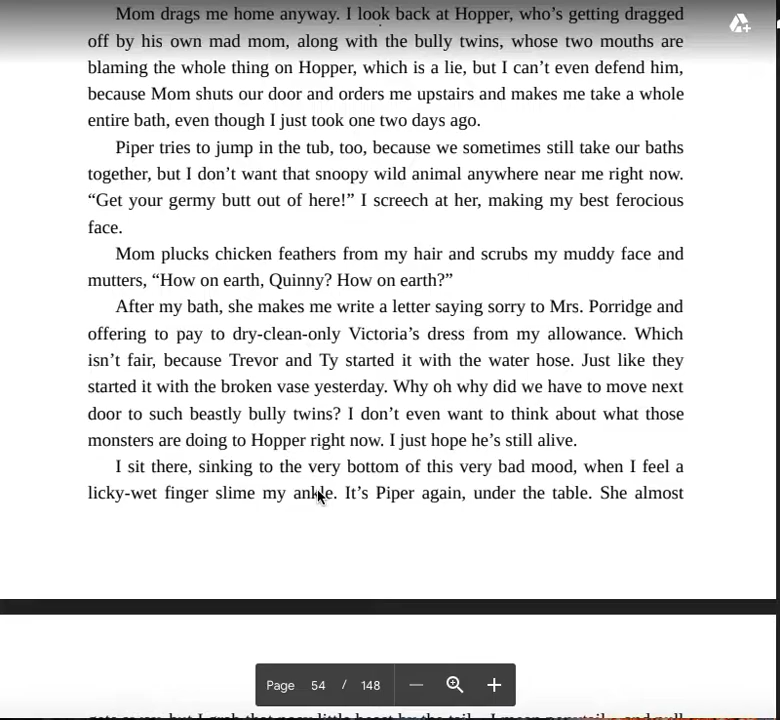 Mom drags me home anyway. I look back at Hopper, who’s getting dragged
off by his own mad mom, along with the bully twins, whose two mouths are
blaming the whole thing on Hopper, which is a lie, but I can’t even defend him,
because Mom shuts our door and orders me upstairs and makes me take a whole
entire bath, even though I just took one two days ago.
Piper tries to jump in the tub, too, because we sometimes still take our baths
together, but I don’t want that snoopy wild animal anywhere near me right now.
“Get your germy butt out of here!” I screech at her, making my best ferocious
face.
Mom plucks chicken feathers from my hair and scrubs my muddy face and
mutters, “How on earth, Quinny? How on earth?”
After my bath, she makes me write a letter saying sorry to Mrs. Porridge and
offering to pay to dry-clean-only Victoria’s dress from my allowance. Which
isn’t fair, because Trevor and Ty started it with the water hose. Just like they
started it with the broken vase yesterday. Why oh why did we have to move next
door to such beastly bully twins? I don’t even want to think about what those
monsters are doing to Hopper right now. I just hope he’s still alive.
I sit there, sinking to the very bottom of this very bad mood, when I feel a
licky-wet finger slime my ankle. It’s Piper again, under the table. She almost
Page 54 / 148